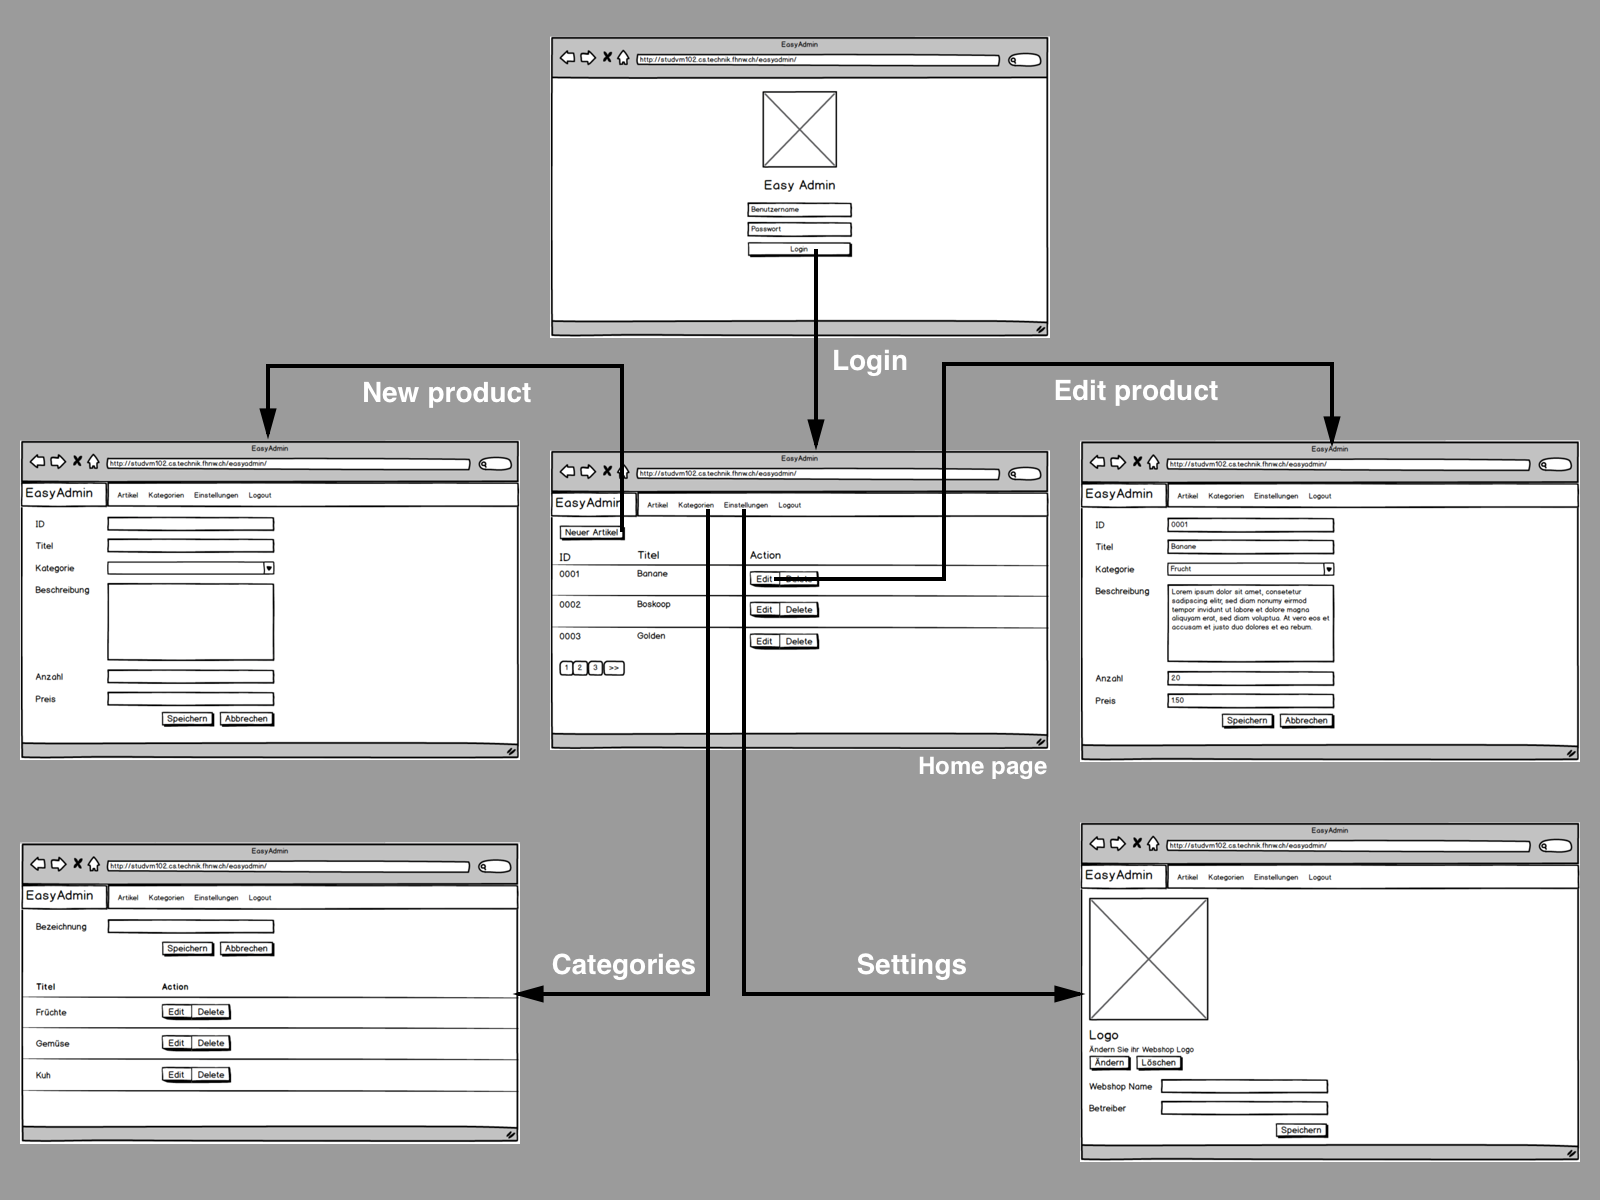 EasyAdmin
http://studvm102.cs.technik.fhnw.ch/easyadmin/
Easy Admin
Benutzername
Passwort
Login
Login
New product
Edit product
EasyAdmin
http://studvm102.cs.technik.fhnw.ch/easyadmin/
EasyAdmin Artikel Kategorien Einstellungen Logout
ID
Titel
Kategorie
Beschreibung
Anzahl
Preis
Speichern Abbrechen
EasyAdmin
http://studvm102.cs.technik.fhnw.ch/easyadmin/
EasyAdmin Artikel Kategorien Einstellungen Logout
Neuer Artikel
ID Titel Action
0001 Banane Edit Delete
0002 Boskoop Edit Delete
0003 Golden Edit Delete
1 2 3 >>
Home page
EasyAdmin
http://studvm102.cs.technik.fhnw.ch/easyadmin/
EasyAdmin Artikel Kategorien Einstellungen Logout
ID 0001
Titel Banane
Kategorie Frucht
Beschreibung Lorem ipsum dolor sit amet, consetetur
sadipscing elitr, sed diam nonumy eirmod
tempor invidunt ut labore et dolore magna
aliquyam erat, sed diam voluptua. At vero eos et
accusam et justo duo dolores et ea rebum.
Anzahl 20
Preis 1.50
Speichern Abbrechen
EasyAdmin
http://studvm102.cs.technik.fhnw.ch/easyadmin/
EasyAdmin Artikel Kategorien Einstellungen Logout
Bezeichnung
Speichern Abbrechen
Titel Action
Früchte Edit Delete
Gemüse Edit Delete
Kuh Edit Delete
Categories
Settings
EasyAdmin
http://studvm102.cs.technik.fhnw.ch/easyadmin/
EasyAdmin Artikel Kategorien Einstellungen Logout
Logo
Ändern Sie ihr Webshop Logo
Ändern Löschen
Webshop Name
Betreiber
Speichern